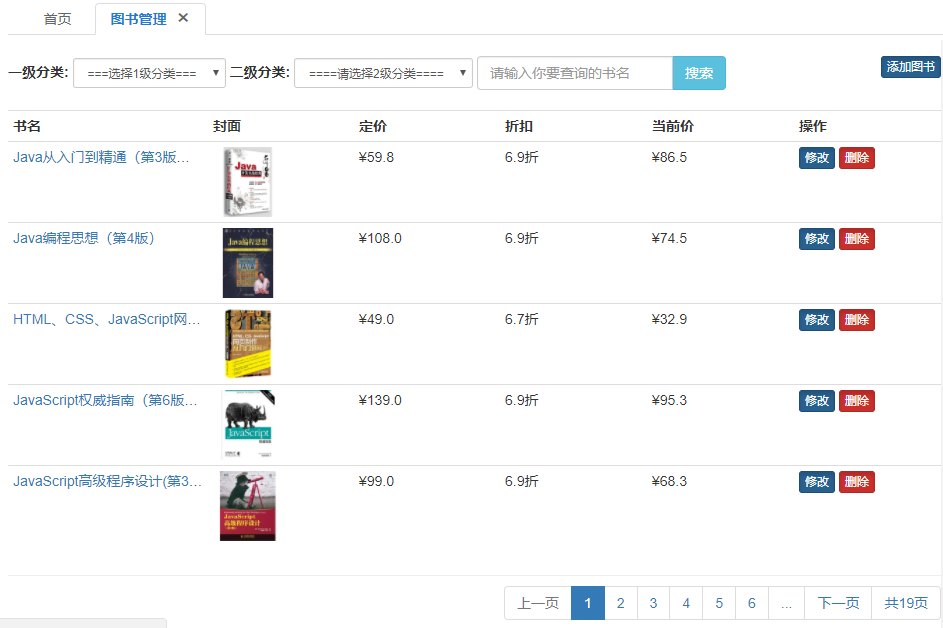 首页 图书管理 ×
一级分类: ===选择1级分类=== 二级分类: ====请选择2级分类==== 请输入你要查询的书名 搜索 添加图书
书名 封面 定价 折扣 当前价 操作
Java从入门到精通（第3版... ¥59.8 6.9折 ¥86.5 修改 删除
Java
Java编程思想（第4版） ¥108.0 6.9折 ¥74.5 修改 删除
Java编程思想
HTML、CSS、JavaScript网... ¥49.0 6.7折 ¥32.9 修改 删除
JavaScript权威指南（第6版... ¥139.0 6.9折 ¥95.3 修改 删除
JavaScript
JavaScript高级程序设计(第3... ¥99.0 6.9折 ¥68.3 修改 删除
JavaScript
高级程序设计
上一页 1 2 3 4 5 6 ... 下一页 共19页